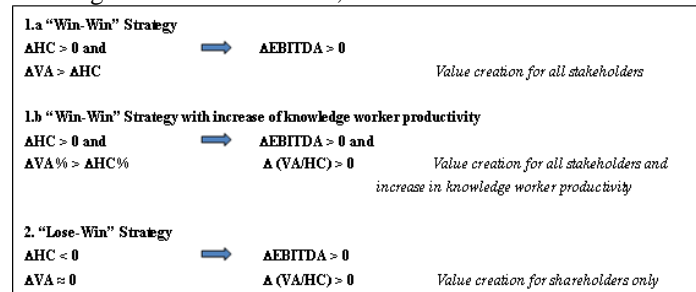 1.a “Win-Win” Strategy
ΔHC > 0 and ΔEBITDA > 0
ΔVA > ΔHC Value creation for all stakeholders
1.b “Win-Win” Strategy with increase of knowledge worker productivity
ΔHC > 0 and ΔEBITDA > 0 and
ΔVA% > ΔHC% Δ (VA/HC) > 0 Value creation for all stakeholders and
increase in knowledge worker productivity
2. “Lose-Win” Strategy
ΔHC < 0 ΔEBITDA > 0
ΔVA ≈ 0 Δ (VA/HC) > 0 Value creation for shareholders only